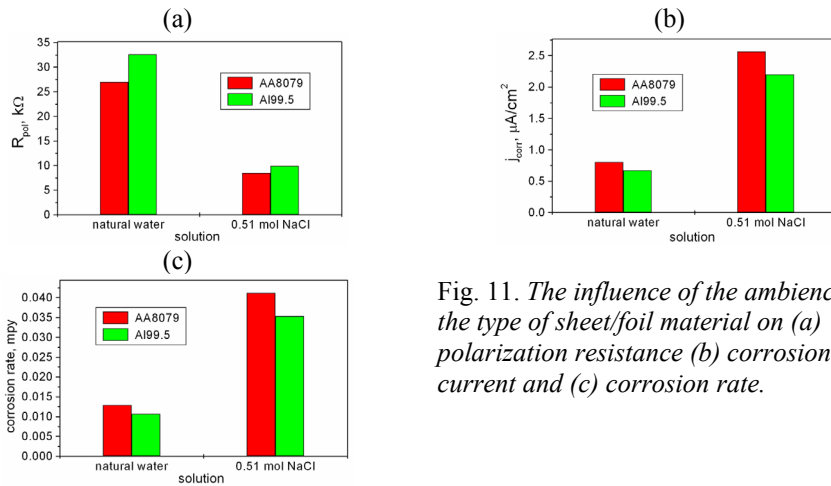 (a)
35
30
25
20
15
10
5
0
R_pol, kΩ
AA8079
Al99.5
natural water
0.51 mol NaCl
solution
(b)
2.5
2.0
1.5
1.0
0.5
0.0
j_corr, μA/cm²
AA8079
Al99.5
natural water
0.51 mol NaCl
solution
(c)
0.040
0.035
0.030
0.025
0.020
0.015
0.010
0.005
0.000
corrosion rate, mpy
AA8079
Al99.5
natural water
0.51 mol NaCl
solution
Fig. 11. The influence of the ambienc
the type of sheet/foil material on (a)
polarization resistance (b) corrosion
current and (c) corrosion rate.